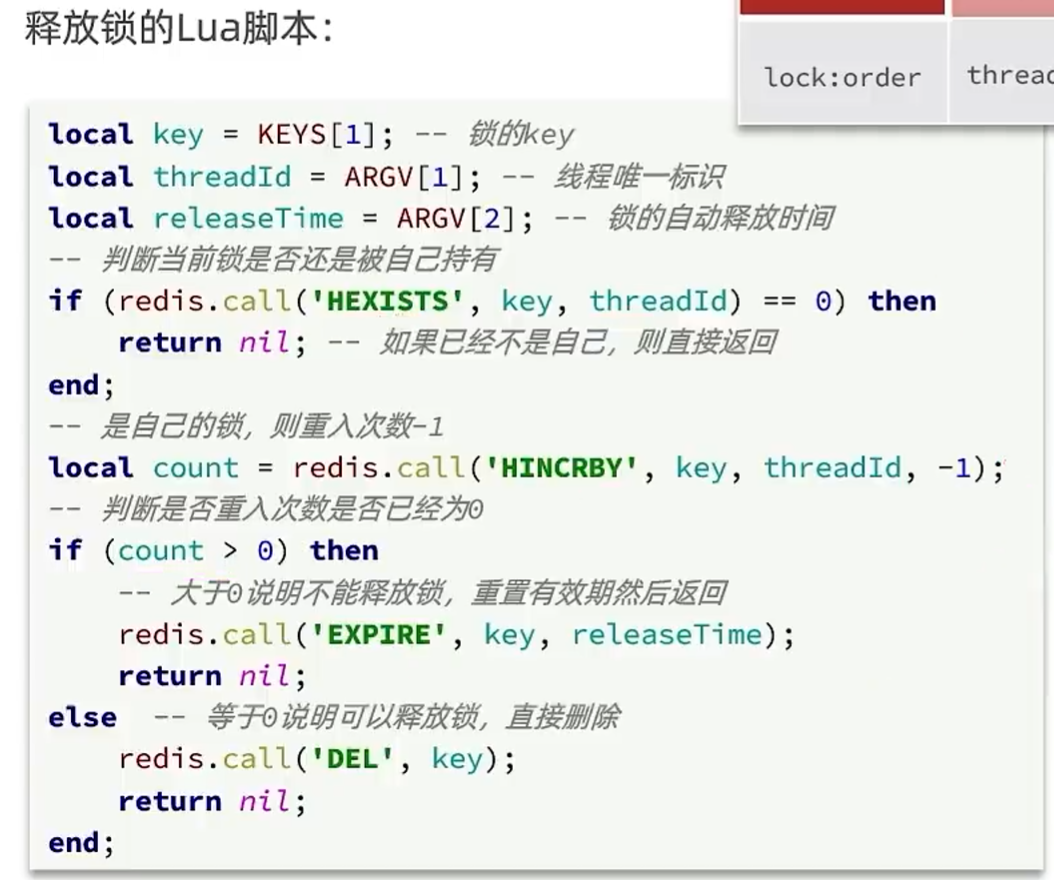 释放锁的Lua脚本：
lock:order
local key = KEYS[1]; -- 锁的key
local threadId = ARGV[1]; -- 线程唯一标识
local releaseTime = ARGV[2]; -- 锁的自动释放时间
-- 判断当前锁是否还是被自己持有
if (redis.call('HEXISTS', key, threadId) == 0) then
    return nil; -- 如果已经不是自己，则直接返回
end;
-- 是自己的锁，则重入次数-1
local count = redis.call('HINCRBY', key, threadId, -1);
-- 判断是否重入次数是否已经为0
if (count > 0) then
    -- 大于0说明不能释放锁，重置有效期然后返回
    redis.call('EXPIRE', key, releaseTime);
    return nil;
else  -- 等于0说明可以释放锁，直接删除
    redis.call('DEL', key);
    return nil;
end;